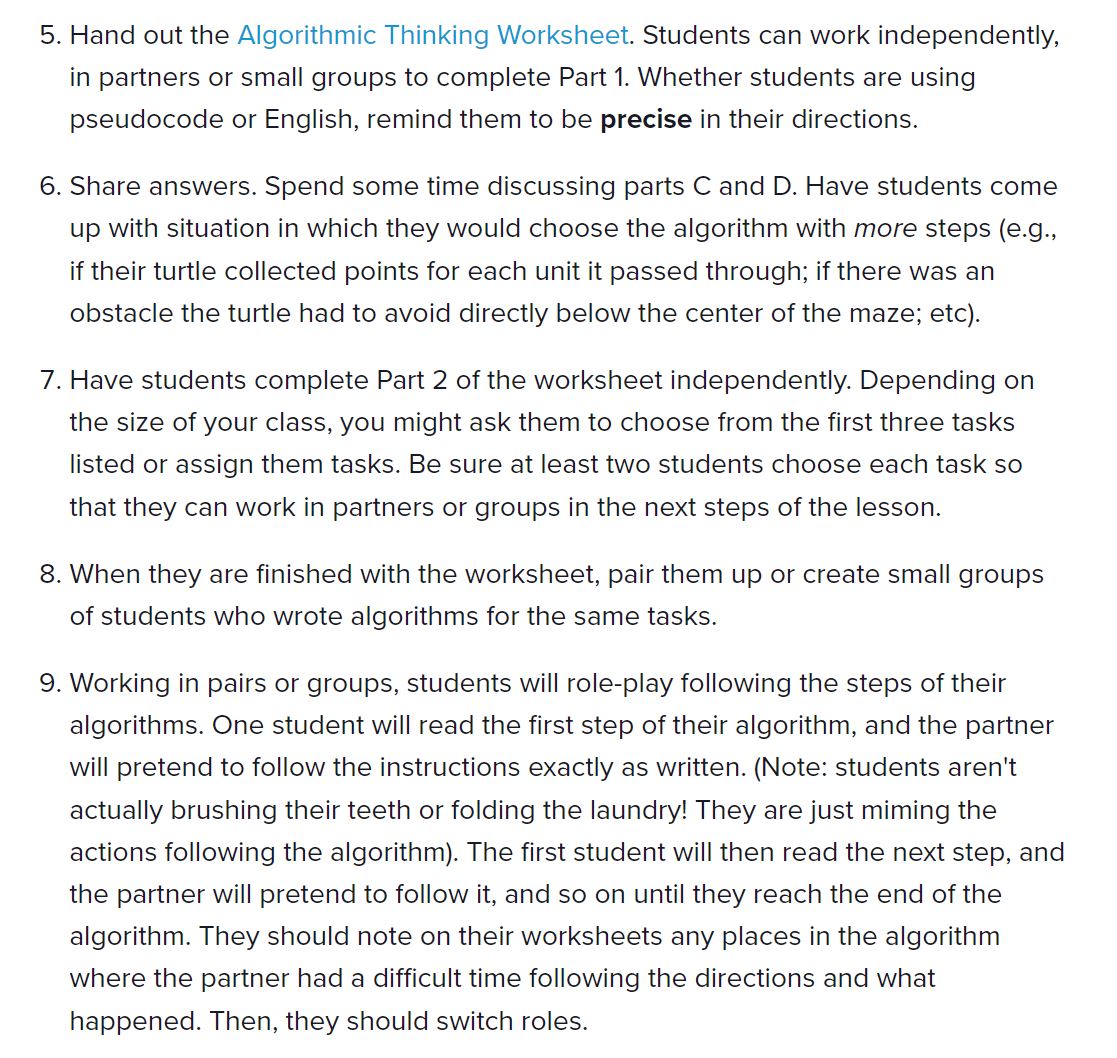 5. Hand out the Algorithmic Thinking Worksheet. Students can work independently,
in partners or small groups to complete Part 1. Whether students are using
pseudocode or English, remind them to be precise in their directions.
6. Share answers. Spend some time discussing parts C and D. Have students come
up with situation in which they would choose the algorithm with more steps (e.g.,
if their turtle collected points for each unit it passed through; if there was an
obstacle the turtle had to avoid directly below the center of the maze; etc).
7. Have students complete Part 2 of the worksheet independently. Depending on
the size of your class, you might ask them to choose from the first three tasks
listed or assign them tasks. Be sure at least two students choose each task so
that they can work in partners or groups in the next steps of the lesson.
8. When they are finished with the worksheet, pair them up or create small groups
of students who wrote algorithms for the same tasks.
9. Working in pairs or groups, students will role-play following the steps of their
algorithms. One student will read the first step of their algorithm, and the partner
will pretend to follow the instructions exactly as written. (Note: students aren't
actually brushing their teeth or folding the laundry! They are just miming the
actions following the algorithm). The first student will then read the next step, and
the partner will pretend to follow it, and so on until they reach the end of the
algorithm. They should note on their worksheets any places in the algorithm
where the partner had a difficult time following the directions and what
happened. Then, they should switch roles.